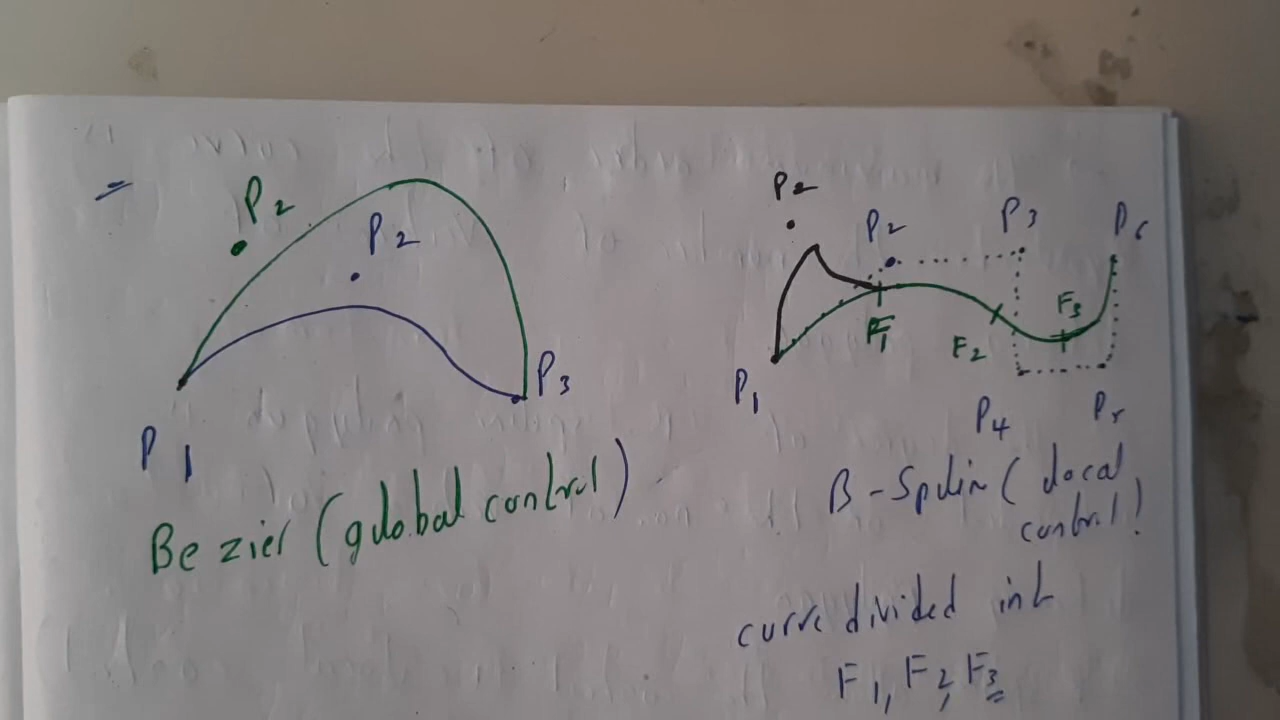 =
P2
P2
P1
P3
Bezier (global control)
P2
P2
P3
P6
F1
F2
F3
P1
P4
P5
B-Splin (local
control)
curve divided int
F1, F2, F3